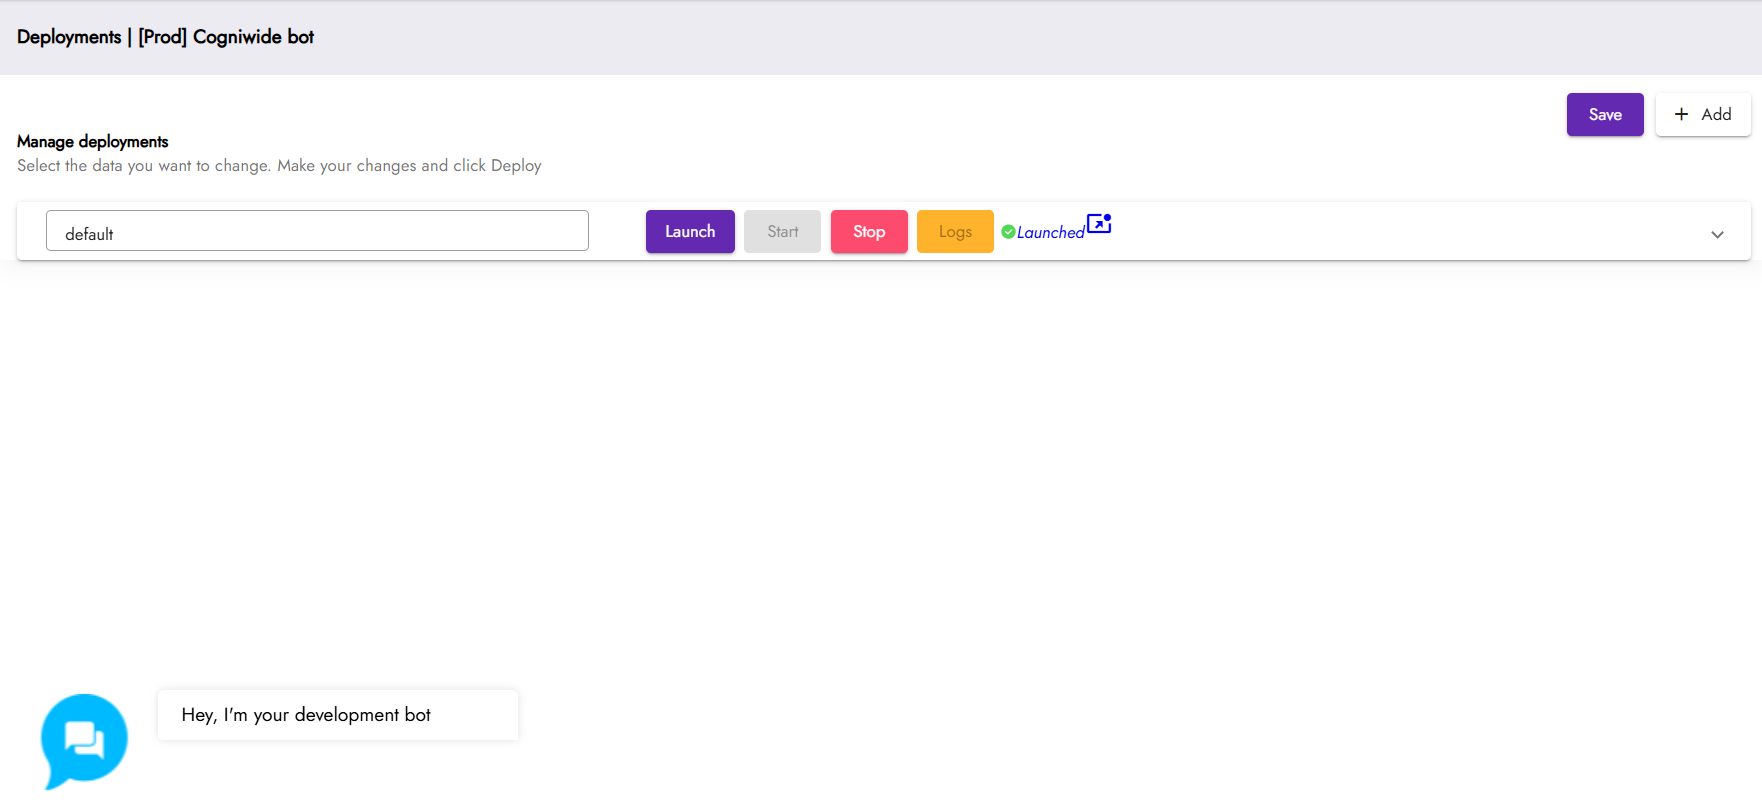 Deployments | [Prod] Cogniwide bot
Save
+ Add
Manage deployments
Select the data you want to change. Make your changes and click Deploy
default Launch Start Stop Logs Launched
Hey, I'm your development bot